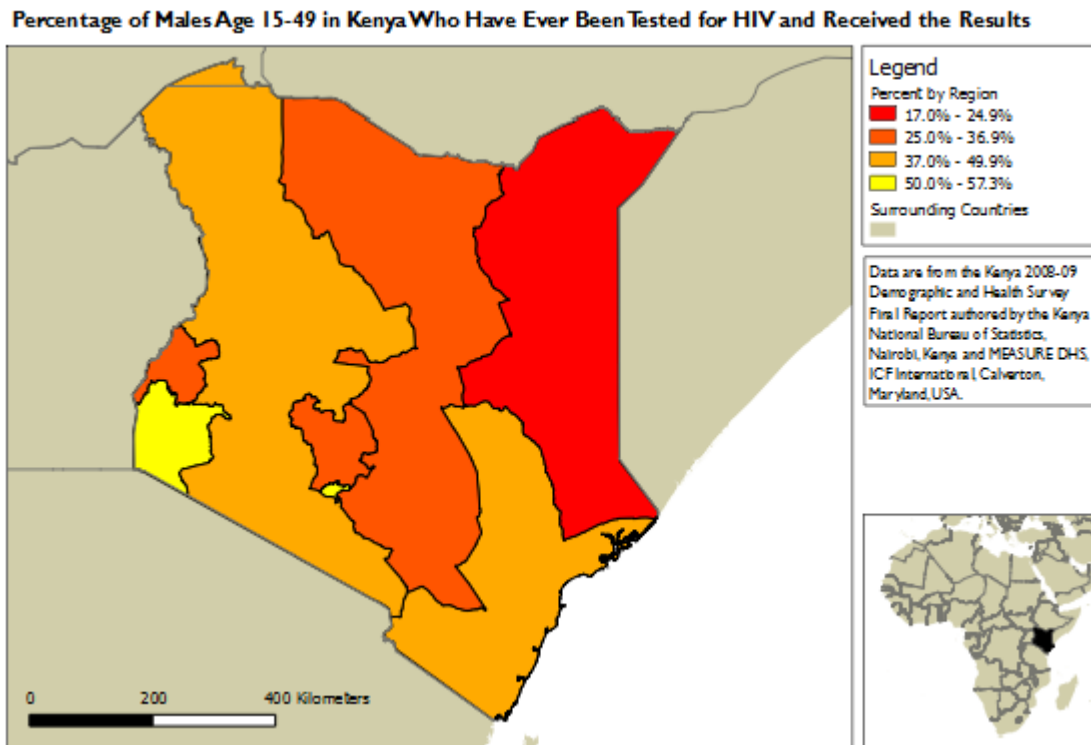 Percentage of Males Age 15-49 in Kenya Who Have Ever Been Tested for HIV and Received the Results
Legend
Percent by Region
17.0% - 24.9%
25.0% - 36.9%
37.0% - 49.9%
50.0% - 57.3%
Surrounding Countries
Data are from the Kenya 2008-09
Demographic and Health Survey
Final Report authored by the Kenya
National Bureau of Statistics,
Nairobi, Kenya and MEASURE DHS,
ICF International, Calverton,
Maryland, USA.
0 200 400 Kilometers